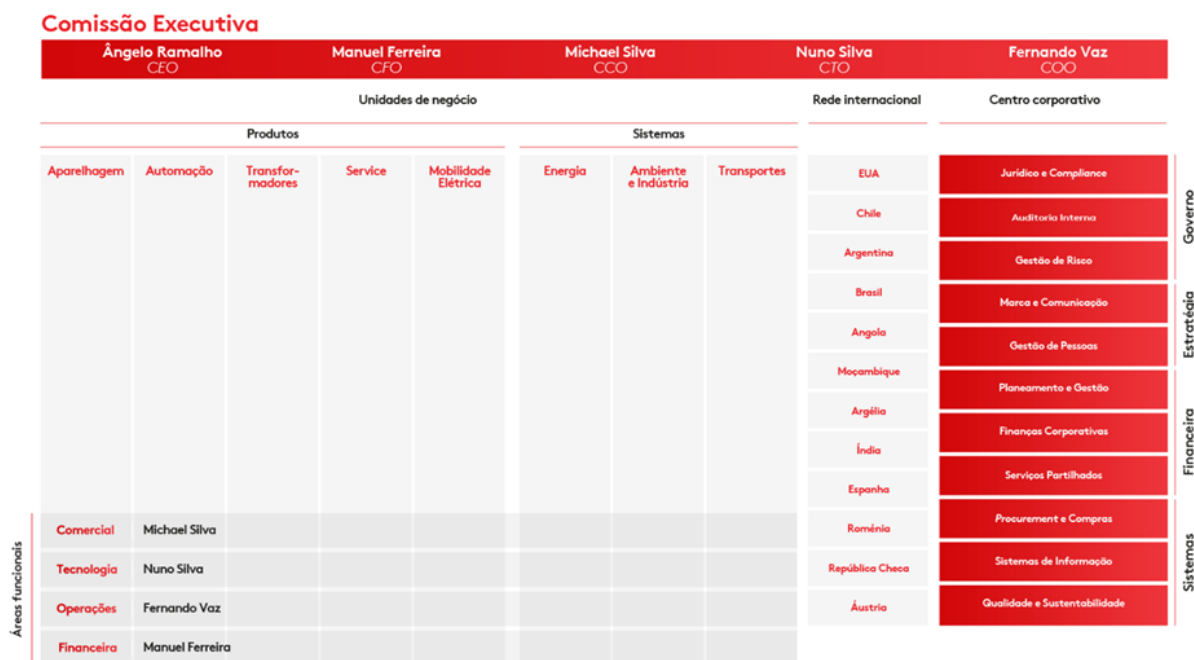 Comissão Executiva
Ângelo Ramalho
CEO
Manuel Ferreira
CFO
Michael Silva
CCO
Nuno Silva
CTO
Fernando Vaz
COO
Unidades de negócio
Rede internacional
Centro corporativo
Produtos
Sistemas
Aparelhagem
Automação
Transfor-
madores
Service
Mobilidade
Elétrica
Energia
Ambiente
e Indústria
Transportes
EUA
Chile
Argentina
Brasil
Angola
Moçambique
Argélia
Índia
Espanha
Roménia
República Checa
Áustria
Jurídico e Compliance
Auditoria Interna
Gestão de Risco
Marca e Comunicação
Gestão de Pessoas
Planeamento e Gestão
Finanças Corporativas
Serviços Partilhados
Procurement e Compras
Sistemas de Informação
Qualidade e Sustentabilidade
Governo
Estratégia
Financeira
Sistemas
Áreas funcionais
Comercial Michael Silva
Tecnologia Nuno Silva
Operações Fernando Vaz
Financeira Manuel Ferreira